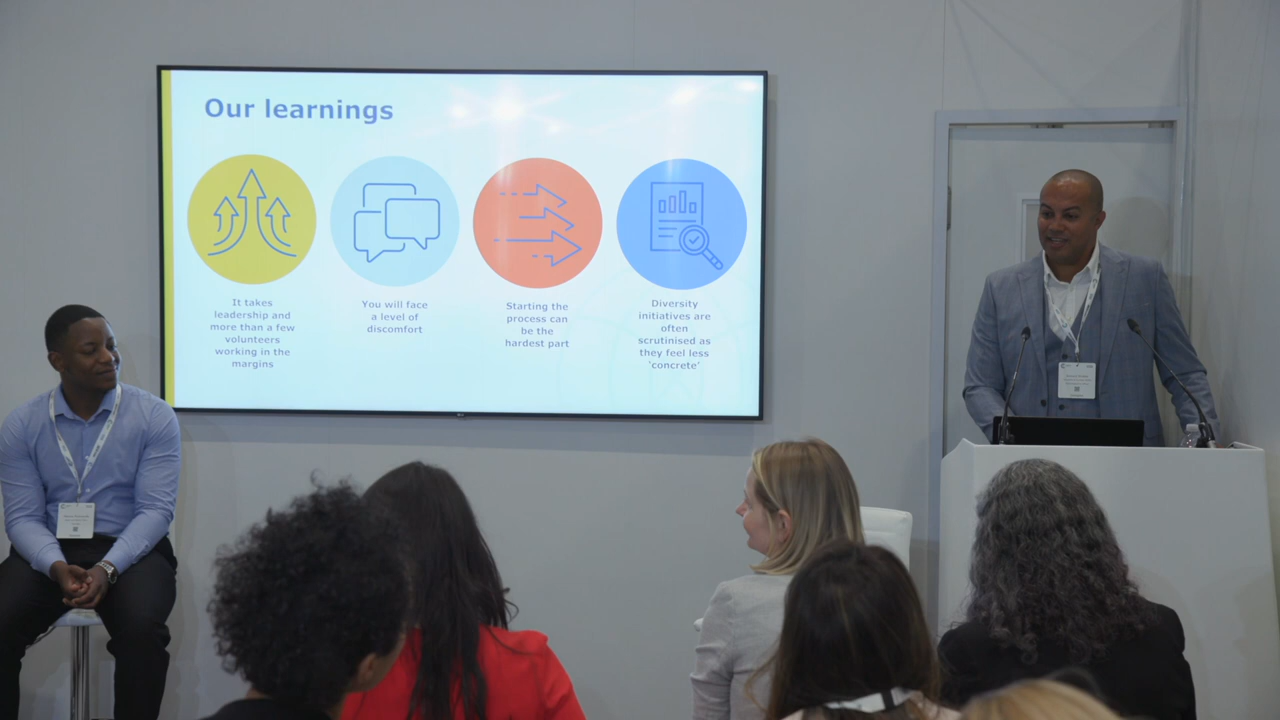 Our learnings
It takes
leadership and
more than a few
volunteers
working in the
margins
You will face
a level of
discomfort
Starting the
process can
be the
hardest part
Diversity
initiatives are
often
scrutinised as
they feel less
'concrete'